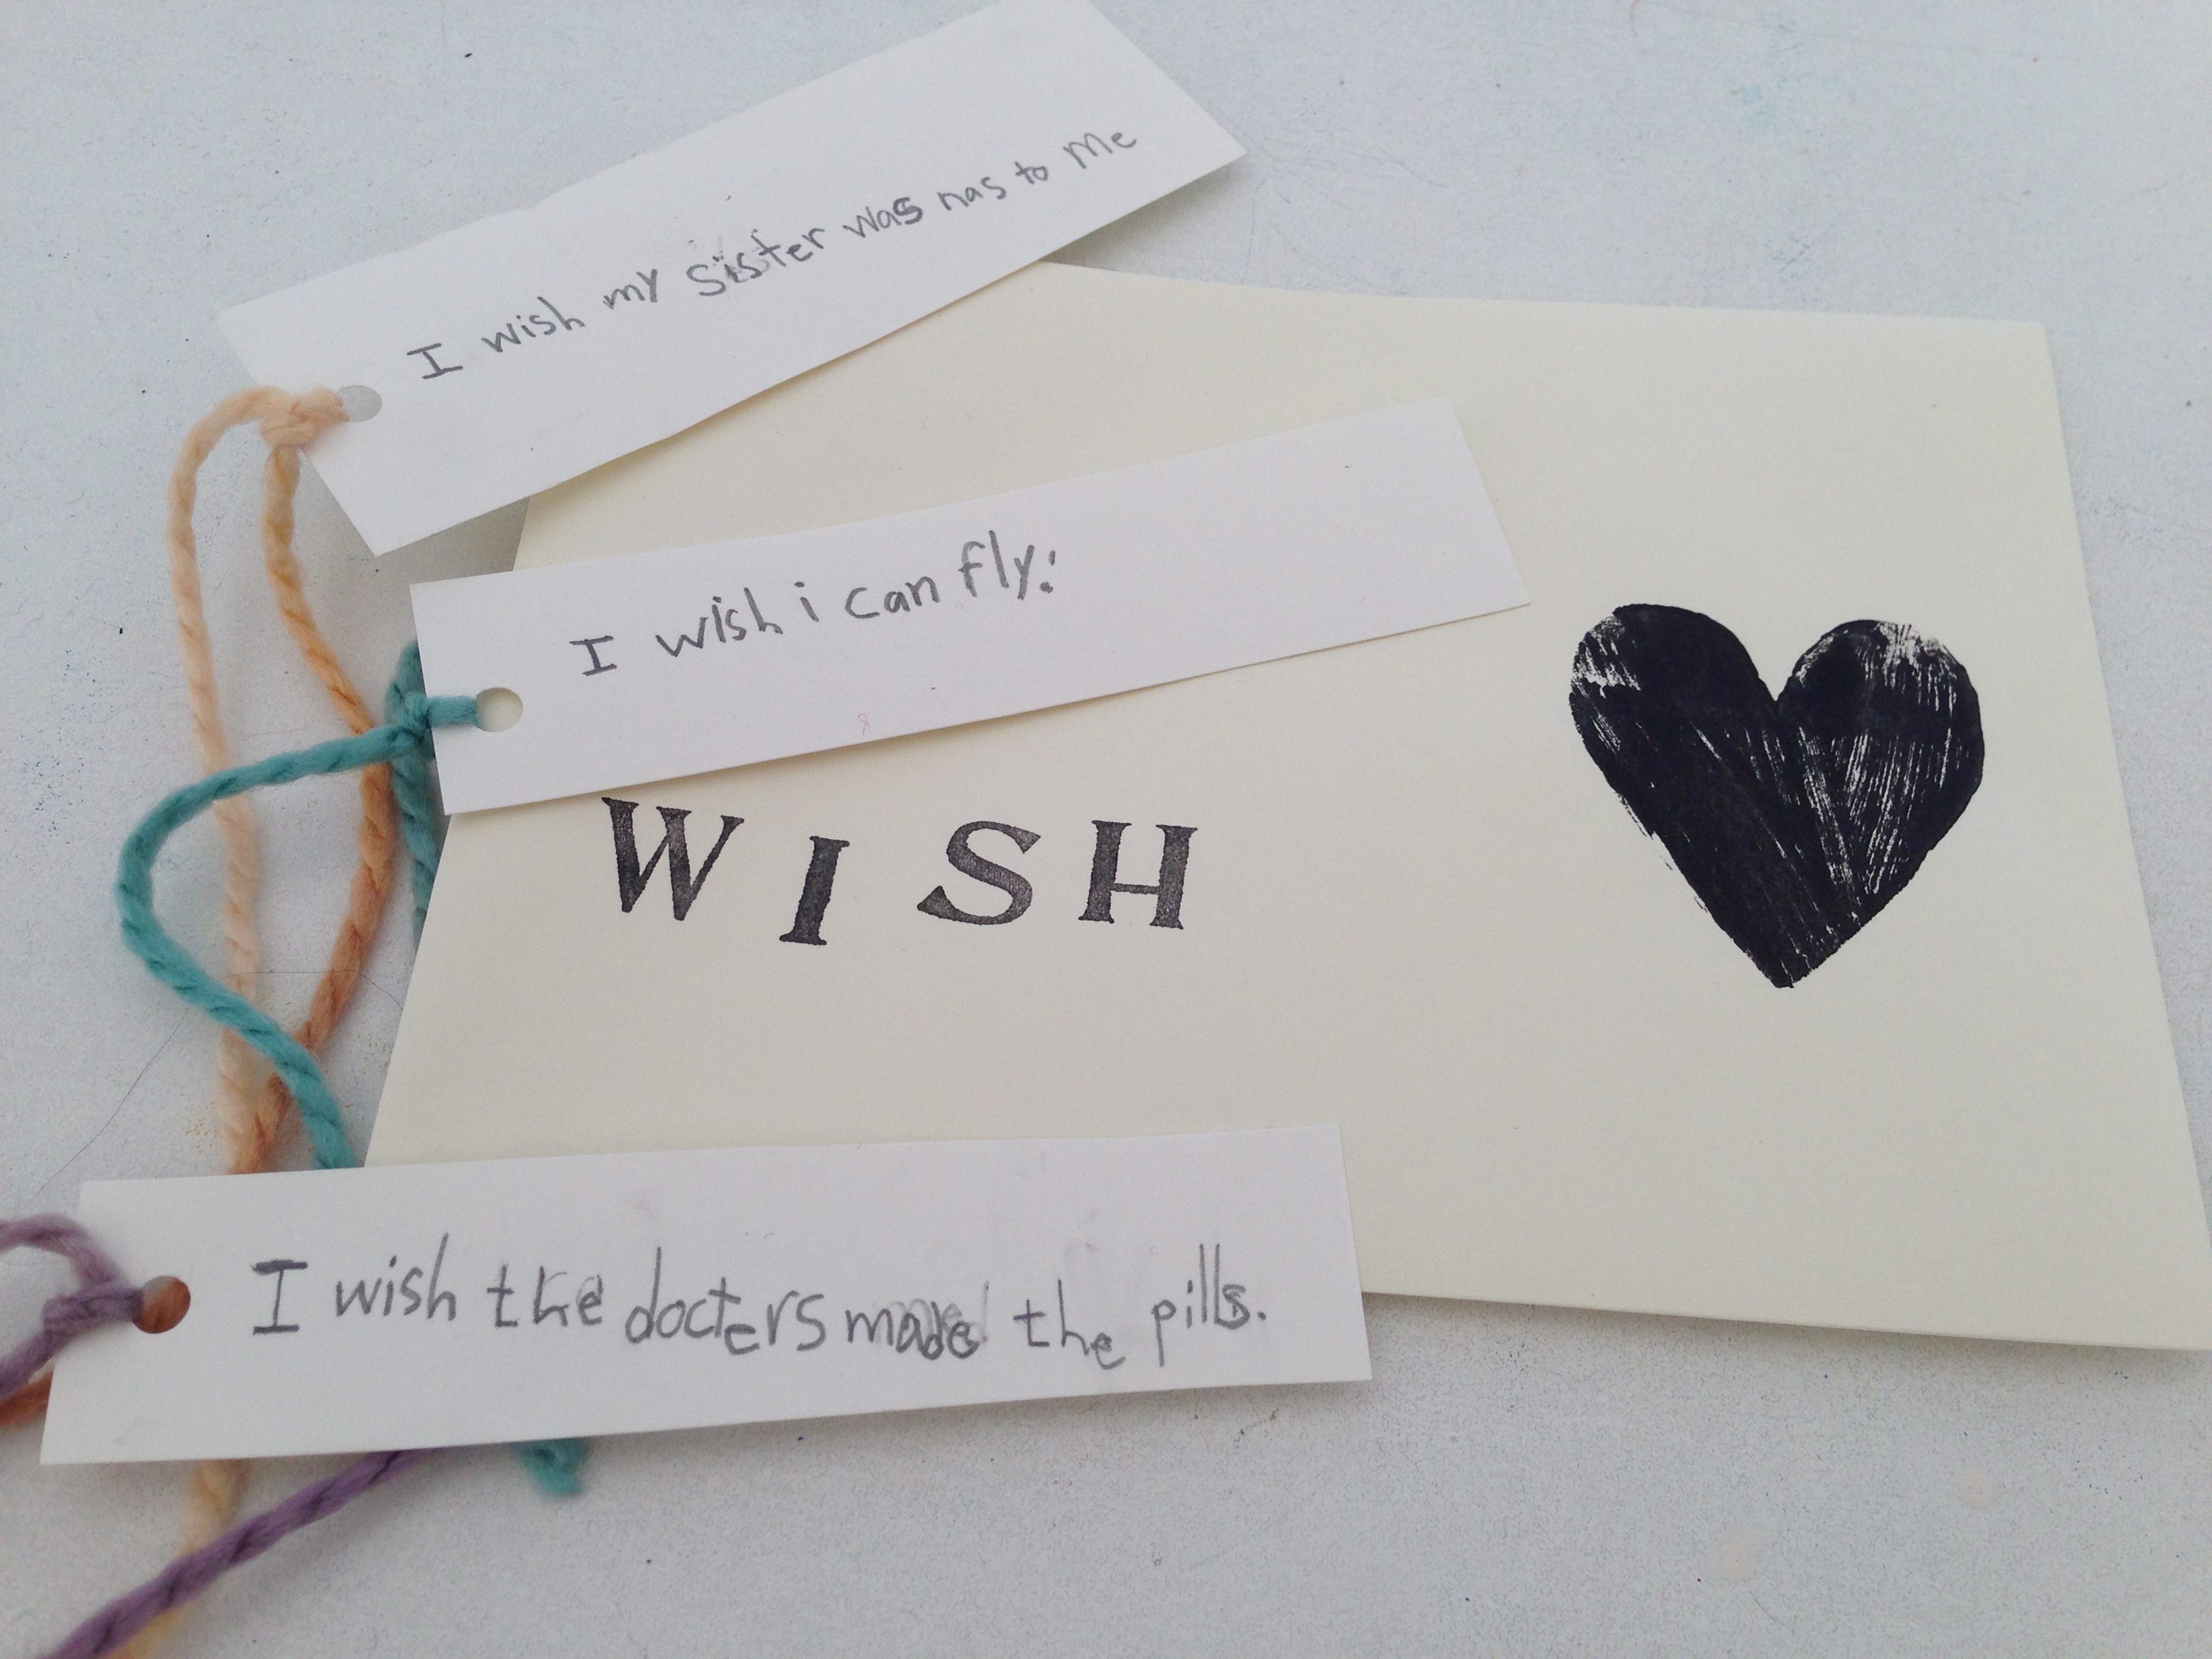 I wish my Sister was nas to Me
I wish i can fly.
WISH
I wish the docters made the pills.